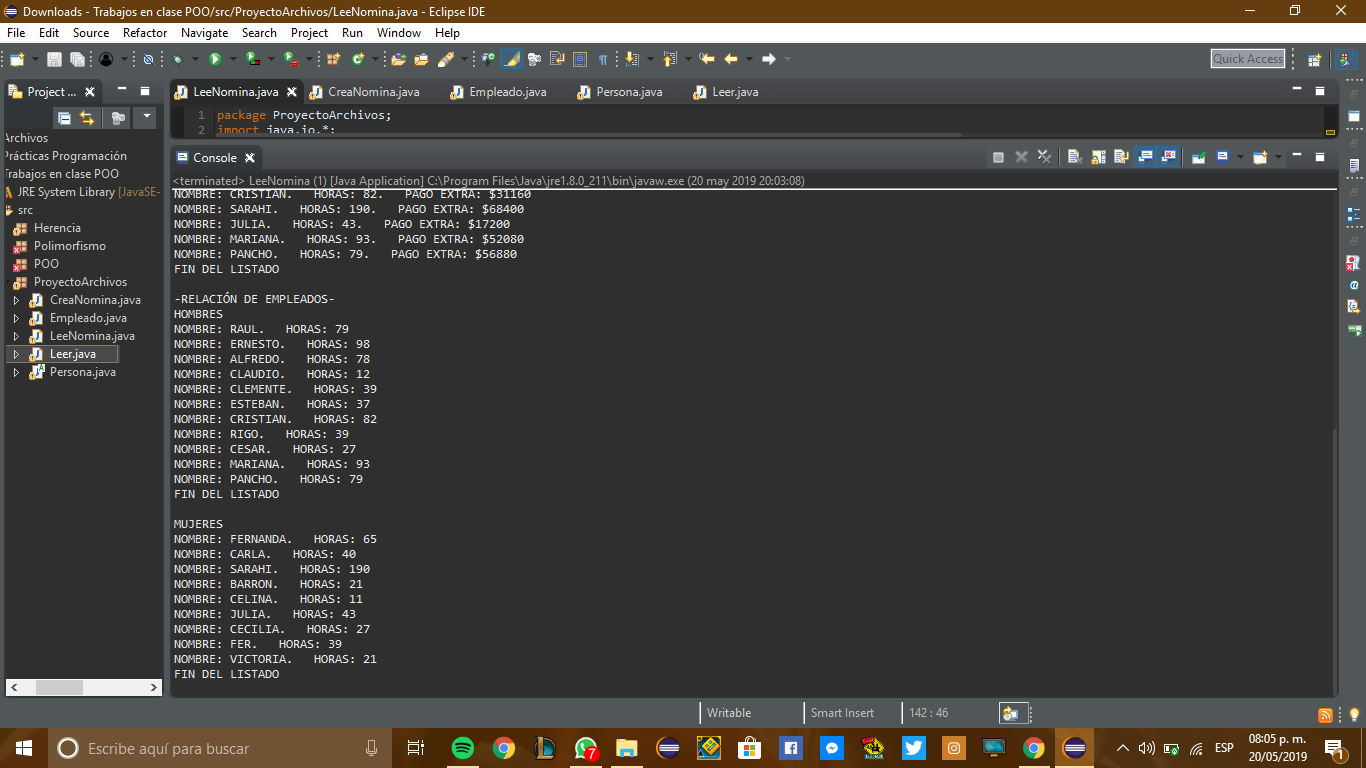 Downloads - Trabajos en clase POO/src/ProyectoArchivos/LeeNomina.java - Eclipse IDE
File Edit Source Refactor Navigate Search Project Run Window Help
Quick Access
Project ...
LeeNomina.java CreaNomina.java Empleado.java Persona.java Leer.java
1 package ProyectoArchivos;
2 import java.io.*;
Archivos
Prácticas Programación
Trabajos en clase POO
JRE System Library [JavaSE-
src
Herencia
Polimorfismo
POO
ProyectoArchivos
CreaNomina.java
Empleado.java
LeeNomina.java
Leer.java
Persona.java
Console
<terminated> LeeNomina (1) [Java Application] C:\Program Files\Java\jre1.8.0_211\bin\javaw.exe (20 may 2019 20:03:08)
NOMBRE: CRISTIAN. HORAS: 82. PAGO EXTRA: $31160
NOMBRE: SARAHI. HORAS: 190. PAGO EXTRA: $68400
NOMBRE: JULIA. HORAS: 43. PAGO EXTRA: $17200
NOMBRE: MARIANA. HORAS: 93. PAGO EXTRA: $52080
NOMBRE: PANCHO. HORAS: 79. PAGO EXTRA: $56880
FIN DEL LISTADO
-RELACIÓN DE EMPLEADOS-
HOMBRES
NOMBRE: RAUL. HORAS: 79
NOMBRE: ERNESTO. HORAS: 98
NOMBRE: ALFREDO. HORAS: 78
NOMBRE: CLAUDIO. HORAS: 12
NOMBRE: CLEMENTE. HORAS: 39
NOMBRE: ESTEBAN. HORAS: 37
NOMBRE: CRISTIAN. HORAS: 82
NOMBRE: RIGO. HORAS: 39
NOMBRE: CESAR. HORAS: 27
NOMBRE: MARIANA. HORAS: 93
NOMBRE: PANCHO. HORAS: 79
FIN DEL LISTADO
MUJERES
NOMBRE: FERNANDA. HORAS: 65
NOMBRE: CARLA. HORAS: 40
NOMBRE: SARAHI. HORAS: 190
NOMBRE: BARRON. HORAS: 21
NOMBRE: CELINA. HORAS: 11
NOMBRE: JULIA. HORAS: 43
NOMBRE: CECILIA. HORAS: 27
NOMBRE: FER. HORAS: 39
NOMBRE: VICTORIA. HORAS: 21
FIN DEL LISTADO
Writable Smart Insert 142 : 46
Escribe aquí para buscar
7
ESP
08:05 p. m.
20/05/2019
1